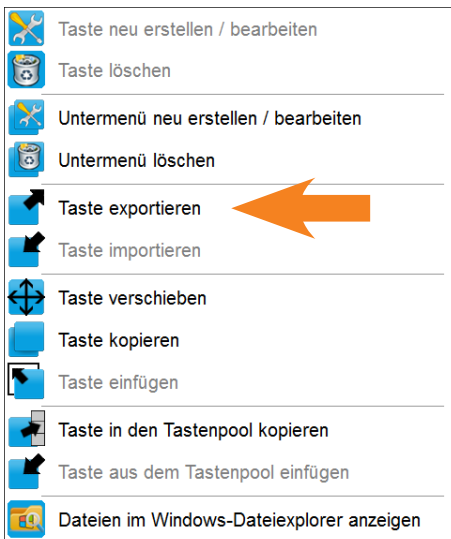 Taste neu erstellen / bearbeiten
Taste löschen
Untermenü neu erstellen / bearbeiten
Untermenü löschen
Taste exportieren
Taste importieren
Taste verschieben
Taste kopieren
Taste einfügen
Taste in den Tastenpool kopieren
Taste aus dem Tastenpool einfügen
Dateien im Windows-Dateiexplorer anzeigen